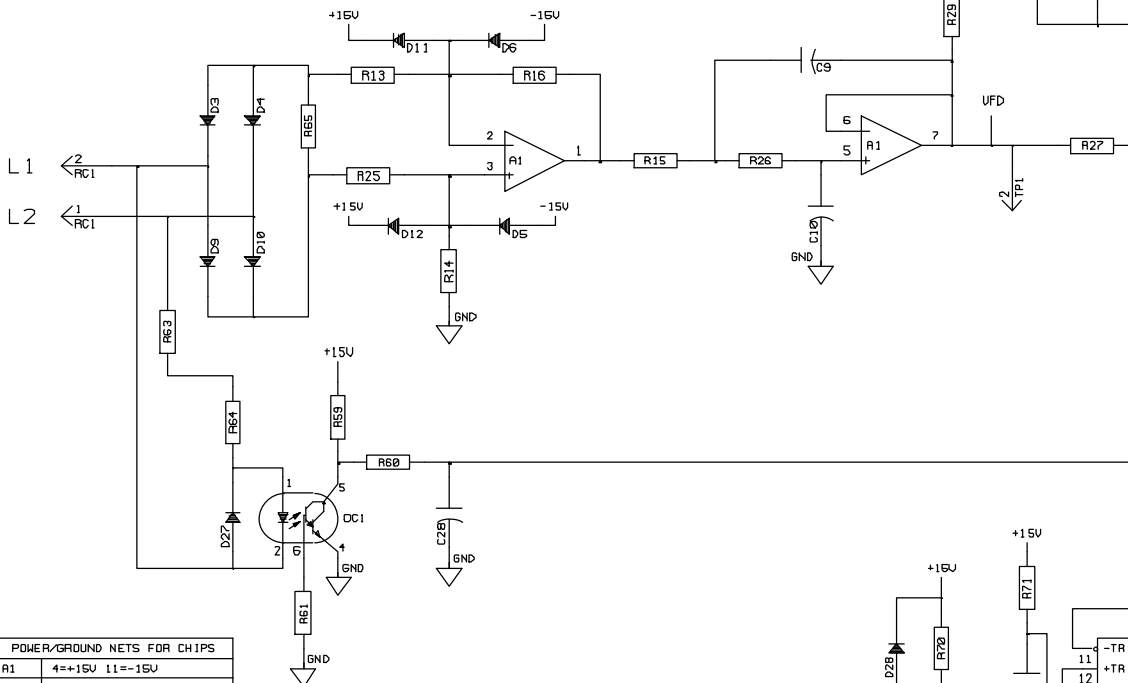 +15V
-15V
R29
D11
D6
C9
R13
R16
D3
D4
R65
6
7
VFD
2
A1
1
5
A1
R27
L1
2
RC1
3
R15
R26
R25
2
TP1
L2
1
RC1
+15V
-15V
D12
D5
C10
D9
D10
R14
GND
GND
R63
+15V
R64
R59
R60
1
5
OC1
D27
C28
2
6
4
GND
GND
+15V
+15V
R71
R61
R70
D28
GND
POWER/GROUND NETS FOR CHIPS
A1
4=+15V 11=-15V
-TR
11
+TR
12